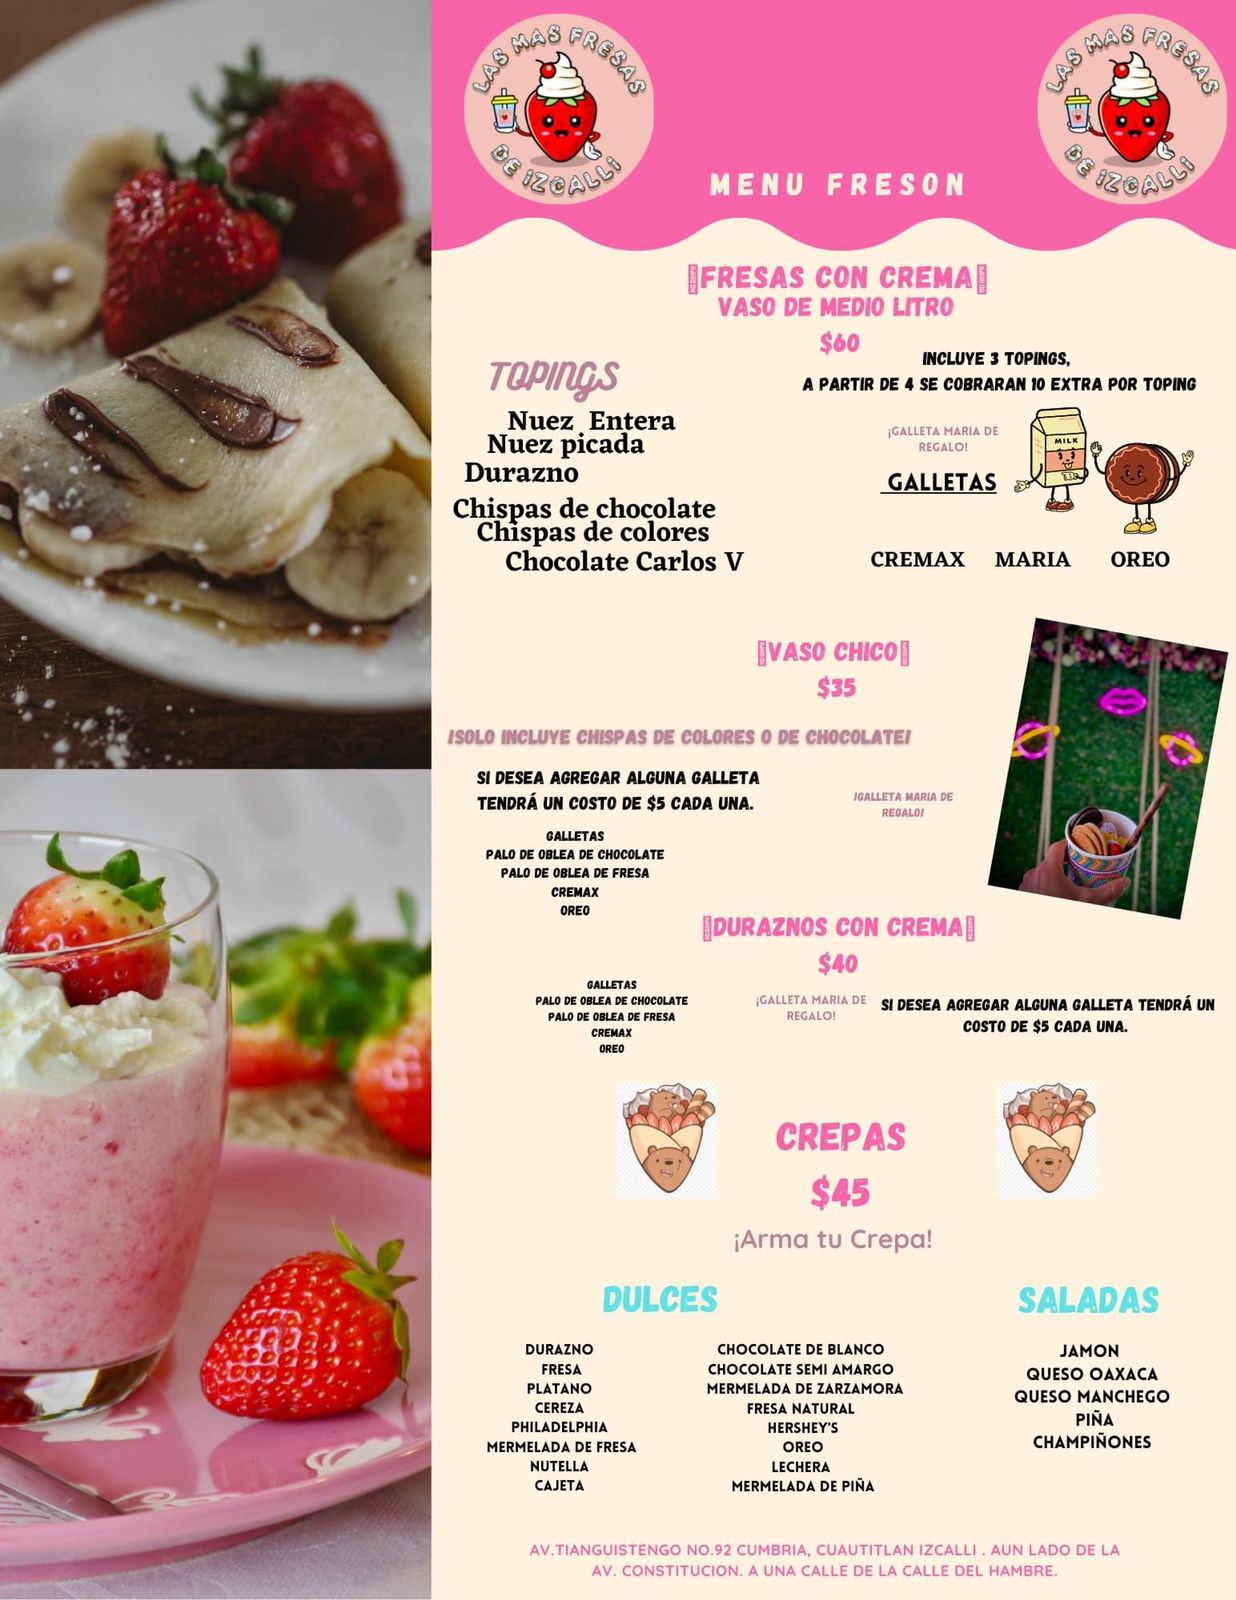 LAS MAS FRESAS
DE IZCALLI
LAS MAS FRESAS
DE IZCALLI
MENU FRESON
FRESAS CON CREMA
VASO DE MEDIO LITRO
$60
INCLUYE 3 TOPINGS,
A PARTIR DE 4 SE COBRARAN 10 EXTRA POR TOPING
TOPINGS
Nuez Entera
Nuez picada
Durazno
Chispas de chocolate
Chispas de colores
Chocolate Carlos V
¡GALLETA MARIA DE
REGALO!
GALLETAS
MILK
CREMAX MARIA OREO
VASO CHICO
$35
¡SOLO INCLUYE CHISPAS DE COLORES O DE CHOCOLATE!
SI DESEA AGREGAR ALGUNA GALLETA
TENDRÁ UN COSTO DE $5 CADA UNA.
¡GALLETA MARIA DE
REGALO!
GALLETAS
PALO DE OBLEA DE CHOCOLATE
PALO DE OBLEA DE FRESA
CREMAX
OREO
DURAZNOS CON CREMA
$40
GALLETAS
PALO DE OBLEA DE CHOCOLATE
PALO DE OBLEA DE FRESA
CREMAX
OREO
¡GALLETA MARIA DE
REGALO!
SI DESEA AGREGAR ALGUNA GALLETA TENDRÁ UN
COSTO DE $5 CADA UNA.
CREPAS
$45
¡Arma tu Crepa!
DULCES
DURAZNO
FRESA
PLATANO
CEREZA
PHILADELPHIA
MERMELADA DE FRESA
NUTELLA
CAJETA
CHOCOLATE DE BLANCO
CHOCOLATE SEMI AMARGO
MERMELADA DE ZARZAMORA
FRESA NATURAL
HERSHEY'S
OREO
LECHERA
MERMELADA DE PIÑA
SALADAS
JAMON
QUESO OAXACA
QUESO MANCHEGO
PIÑA
CHAMPIÑONES
AV.TIANGUISTENGO NO.92 CUMBRIA, CUAUTITLAN IZCALLI . AUN LADO DE LA
AV. CONSTITUCION. A UNA CALLE DE LA CALLE DEL HAMBRE.